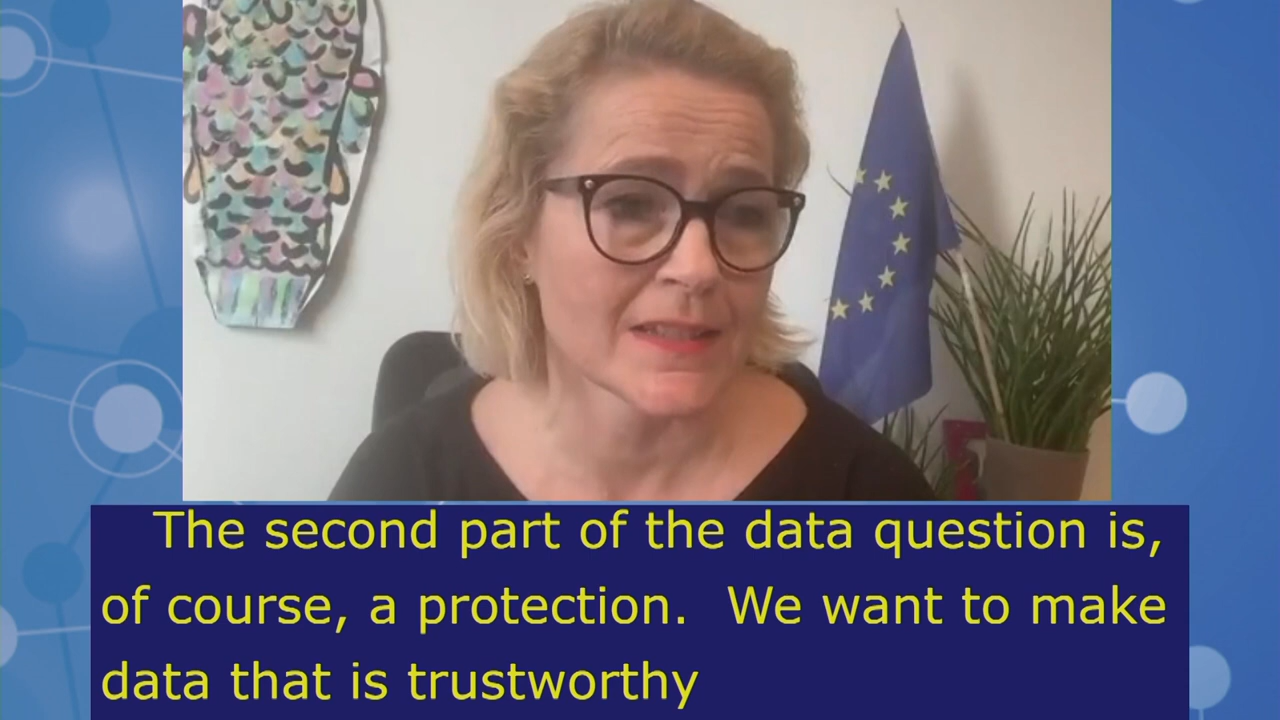 The second part of the data question is,
of course, a protection.  We want to make
data that is trustworthy